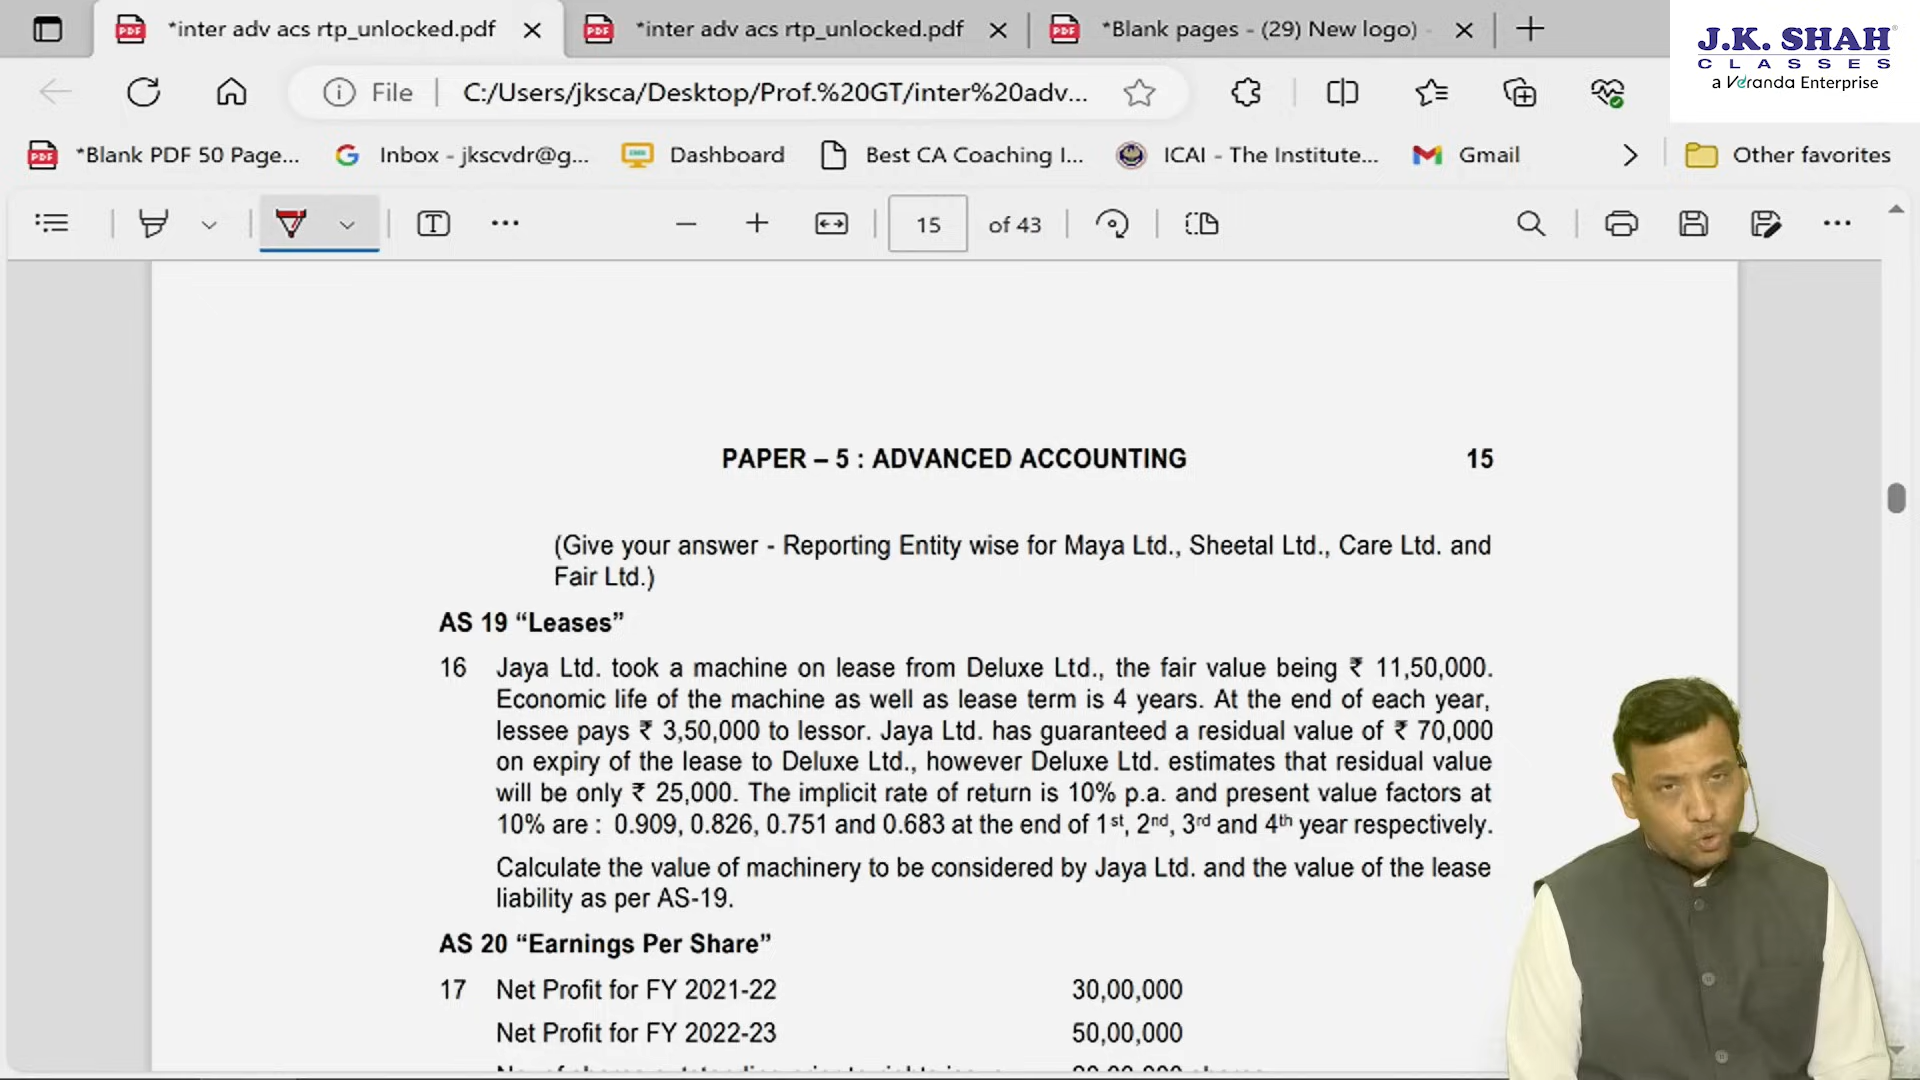 *inter adv acs rtp_unlocked.pdf
*inter adv acs rtp_unlocked.pdf
*Blank pages - (29) New logo)
J.K. SHAH
CLASSES
a Veranda Enterprise
File
C:/Users/jksca/Desktop/Prof.%20GT/inter%20adv...
*Blank PDF 50 Page...
Inbox - jkscvdr@g...
Dashboard
Best CA Coaching I...
ICAI - The Institute...
Gmail
Other favorites
15 of 43
PAPER – 5 : ADVANCED ACCOUNTING 15
(Give your answer - Reporting Entity wise for Maya Ltd., Sheetal Ltd., Care Ltd. and
Fair Ltd.)
AS 19 “Leases”
16 Jaya Ltd. took a machine on lease from Deluxe Ltd., the fair value being ₹ 11,50,000.
Economic life of the machine as well as lease term is 4 years. At the end of each year,
lessee pays ₹ 3,50,000 to lessor. Jaya Ltd. has guaranteed a residual value of ₹ 70,000
on expiry of the lease to Deluxe Ltd., however Deluxe Ltd. estimates that residual value
will be only ₹ 25,000. The implicit rate of return is 10% p.a. and present value factors at
10% are : 0.909, 0.826, 0.751 and 0.683 at the end of 1st, 2nd, 3rd and 4th year respectively.
Calculate the value of machinery to be considered by Jaya Ltd. and the value of the lease
liability as per AS-19.
AS 20 “Earnings Per Share”
17 Net Profit for FY 2021-22 30,00,000
Net Profit for FY 2022-23 50,00,000